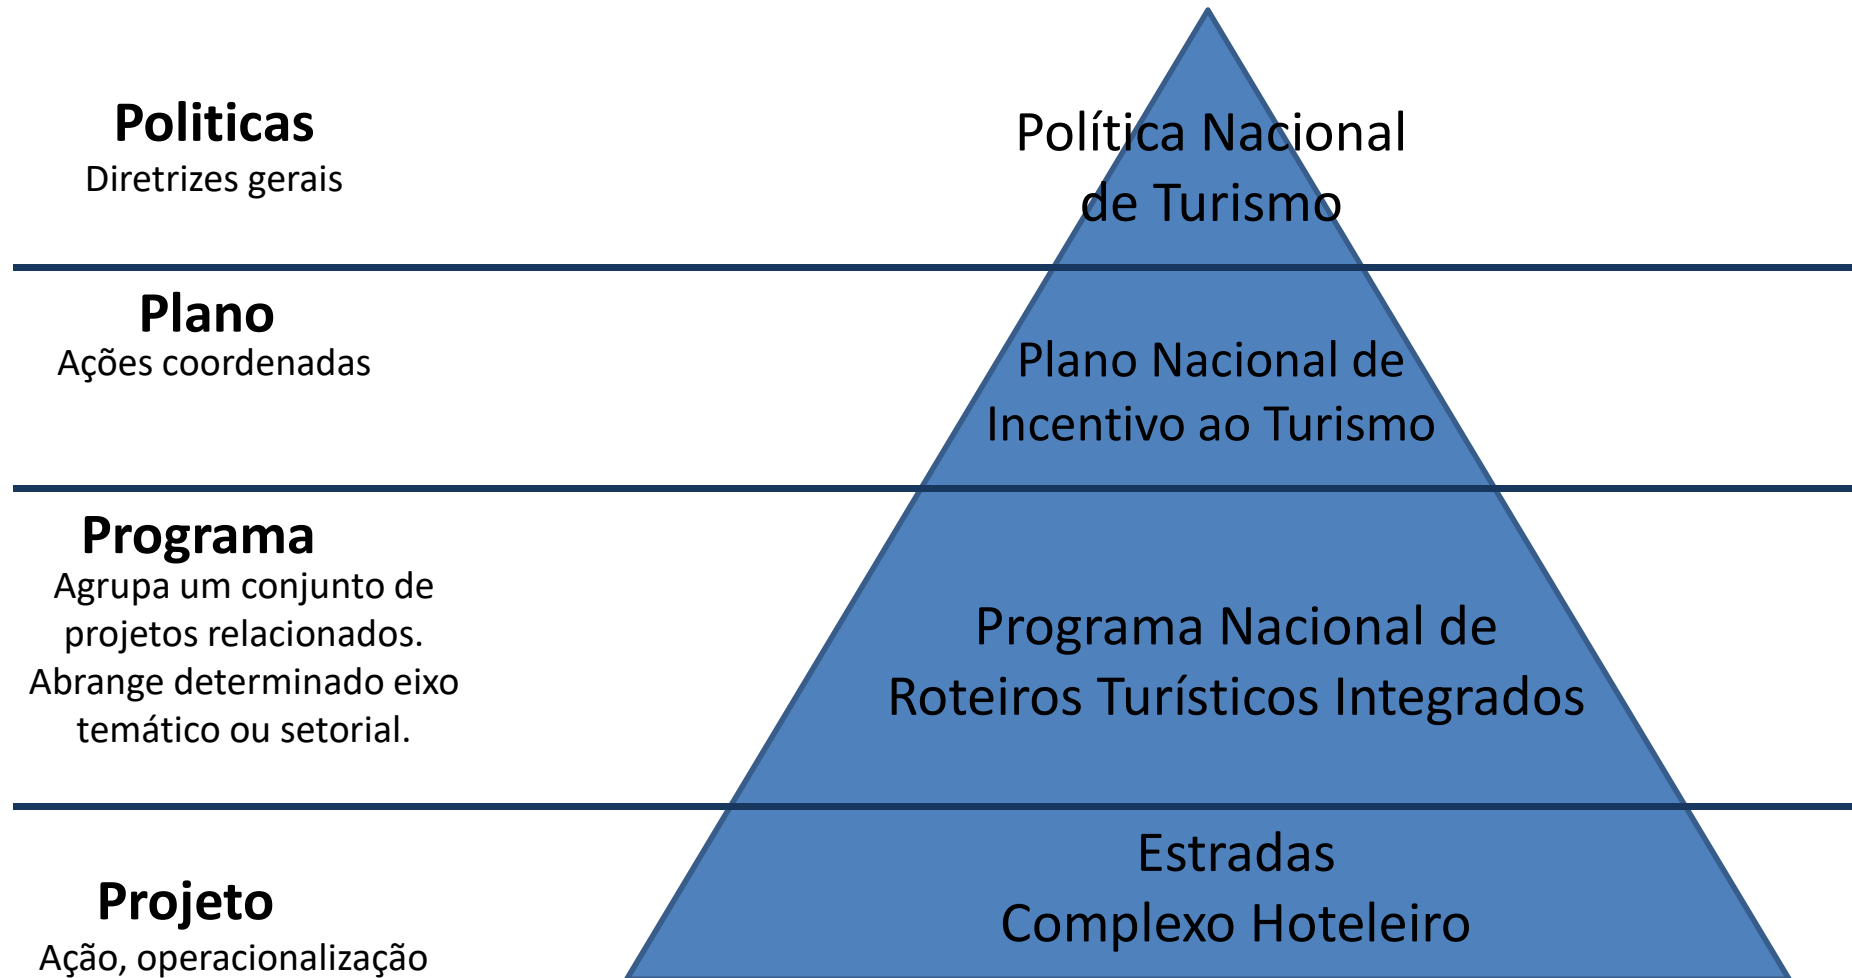 Politicas
Diretrizes gerais
Política Nacional
de Turismo
Plano
Ações coordenadas
Plano Nacional de
Incentivo ao Turismo
Programa
Agrupa um conjunto de
projetos relacionados.
Abrange determinado eixo
temático ou setorial.
Programa Nacional de
Roteiros Turísticos Integrados
Projeto
Ação, operacionalização
Estradas
Complexo Hoteleiro